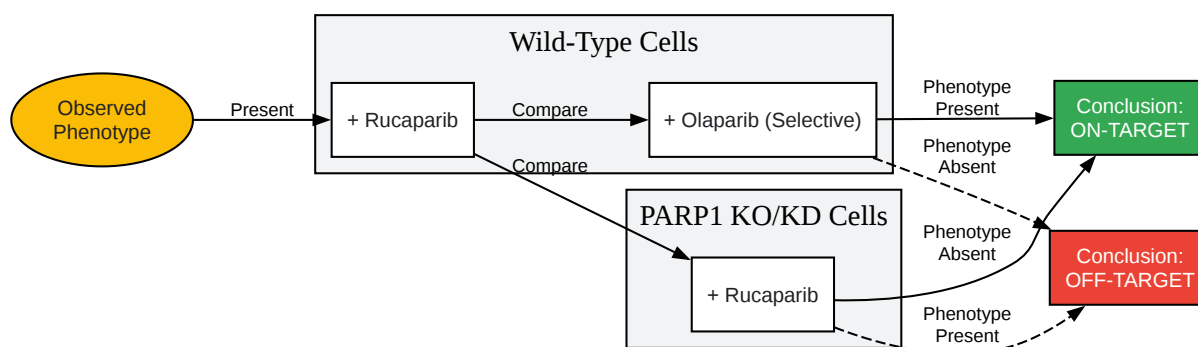 Wild-Type Cells
Observed
Phenotype
Present
+ Rucaparib
Compare
+ Olaparib (Selective)
Phenotype
Present
Conclusion:
ON-TARGET
Compare
Phenotype
Absent
PARP1 KO/KD Cells
+ Rucaparib
Phenotype
Absent
Conclusion:
OFF-TARGET
Phenotype
Present